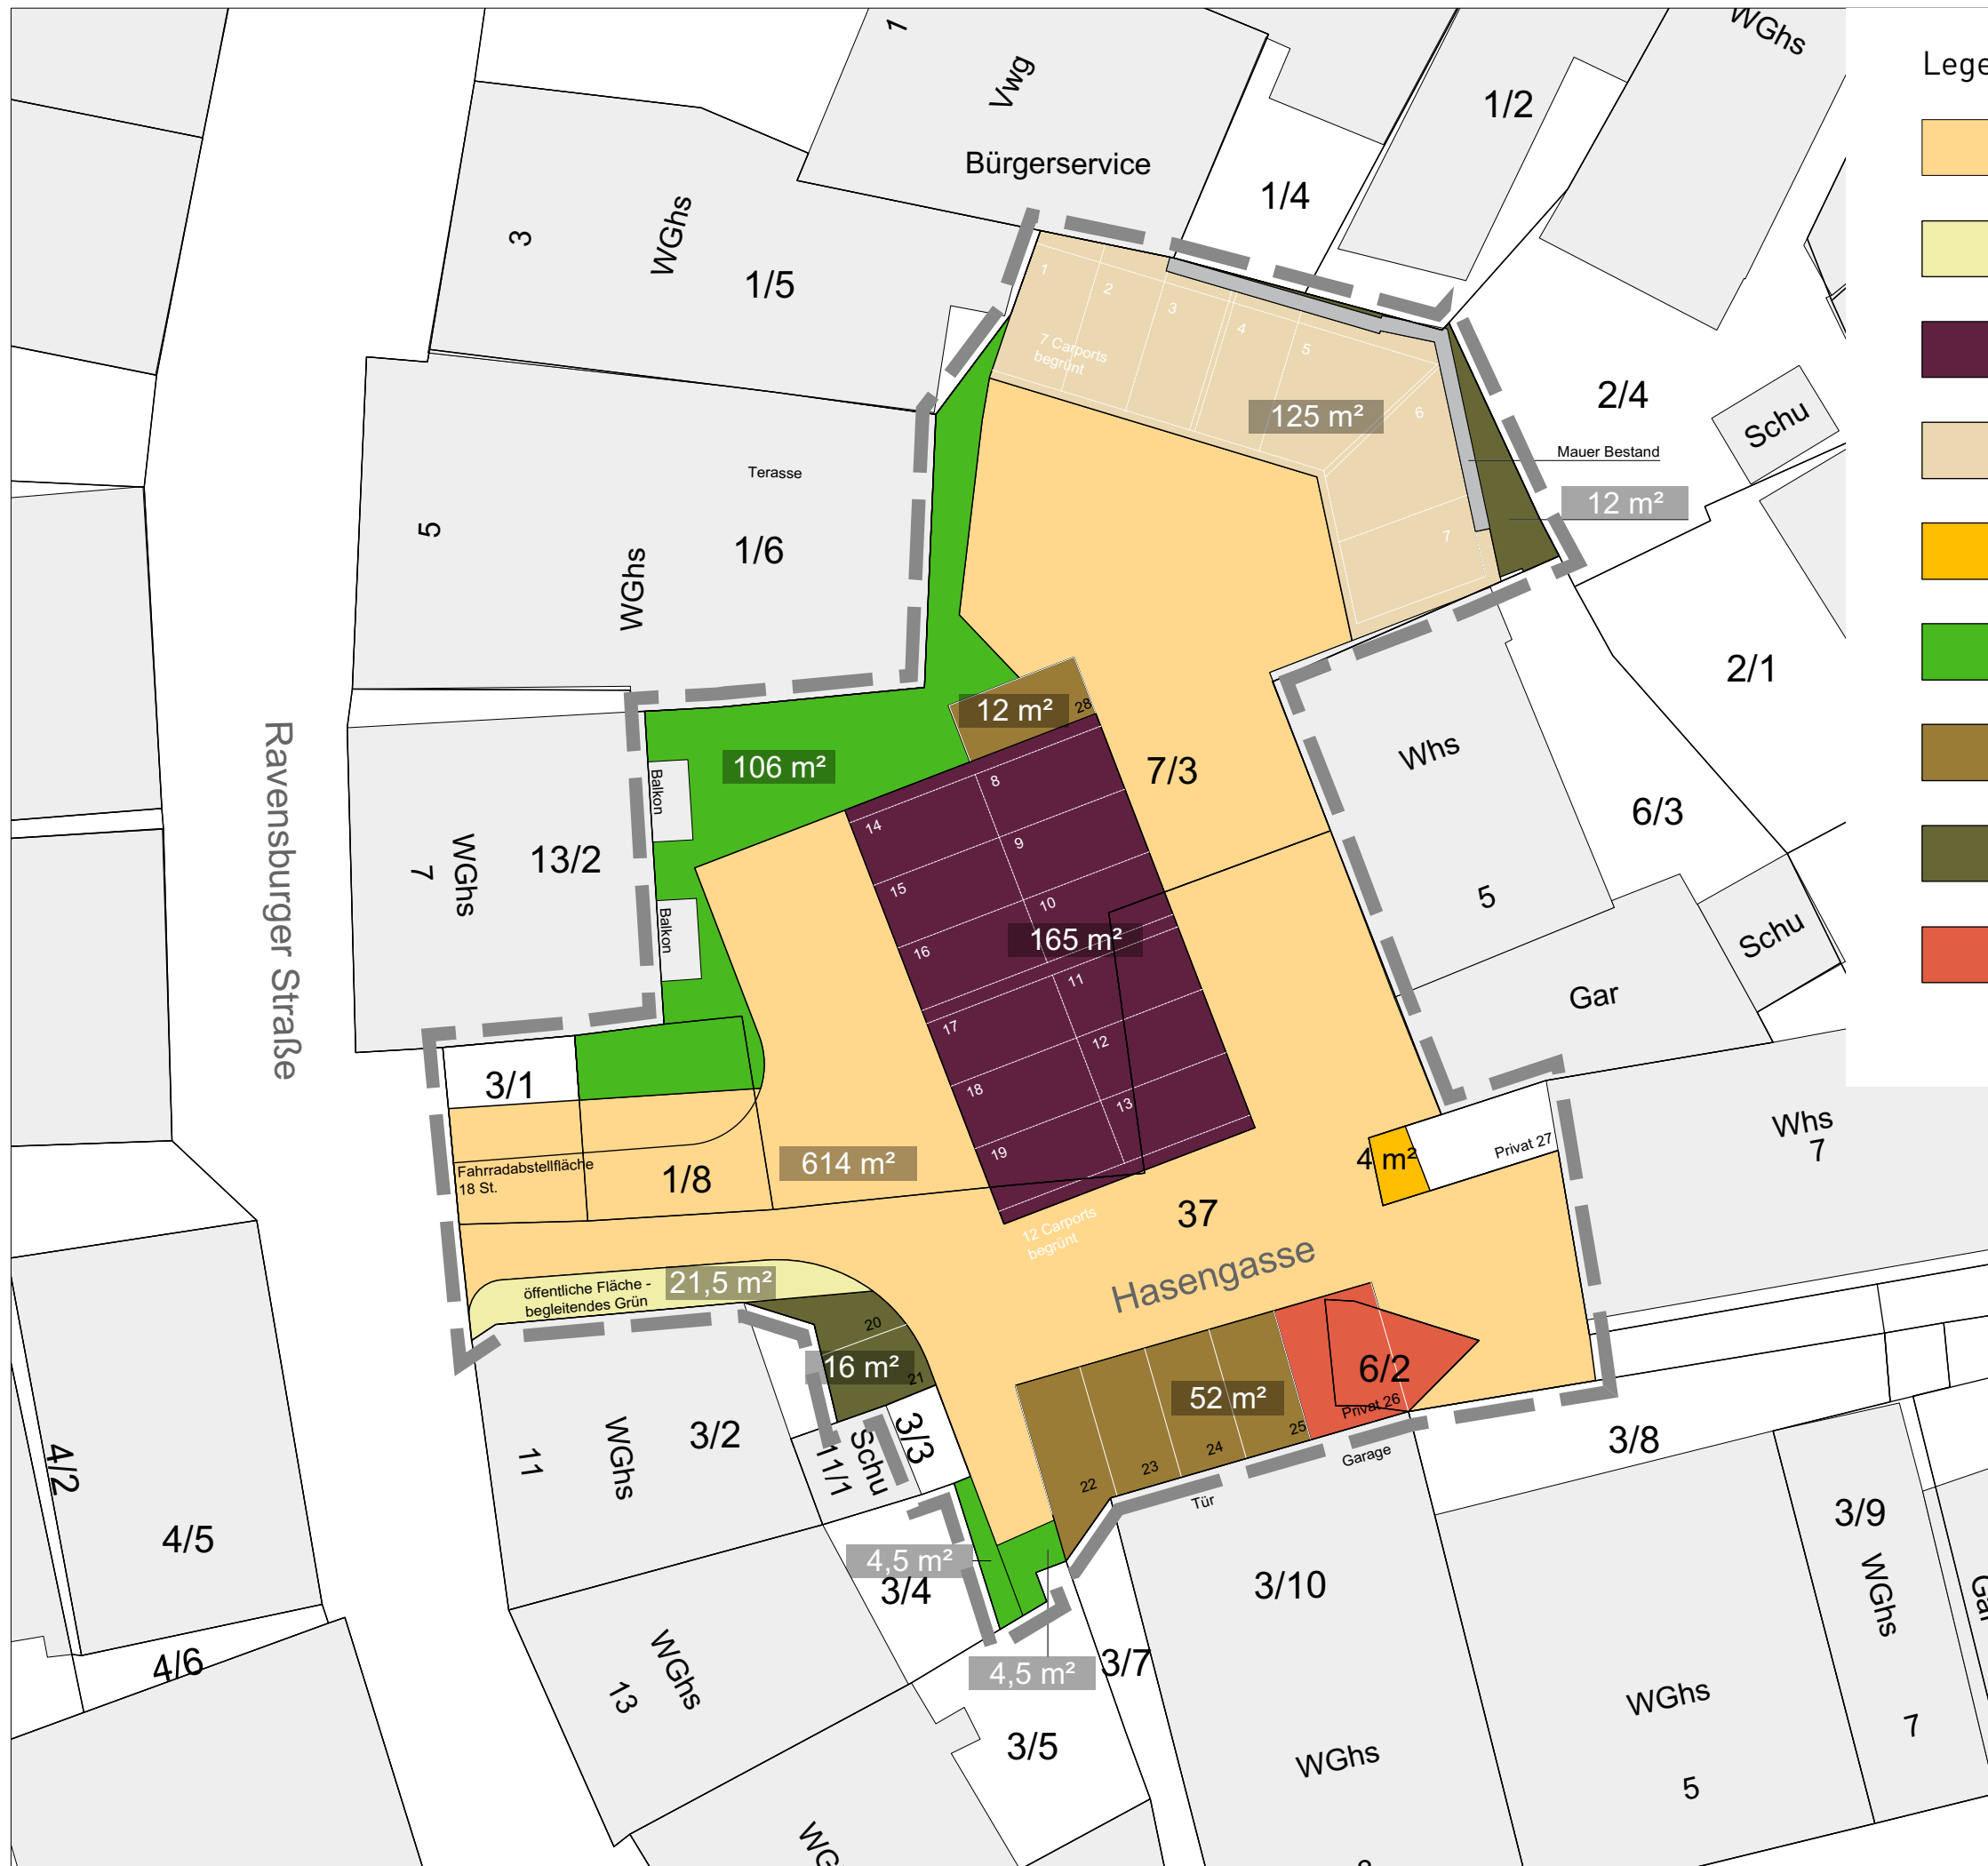 1
Vwg
Bürgerservice
1/4
1/2
WGhs
Lege
3
WGhs
1/5
1
2
3
4
5
6
7
7 Carports
begrünt
125 m²
2/4
Schu
Mauer Bestand
12 m²
Terasse
5
WGhs
1/6
2/1
12 m²
28
106 m²
Balkon
Balkon
7/3
Whs
5
6/3
Schu
Gar
Ravensburger Straße
7
WGhs
13/2
8
9
10
11
12
13
14
15
16
17
18
19
165 m²
12 Carports
begrünt
3/1
Fahrradabstellfläche
18 St.
1/8
614 m²
4 m²
Privat 27
Whs
7
37
Hasengasse
öffentliche Fläche -
begleitendes Grün
21,5 m²
20
16 m²
21
6/2
Privat 26
52 m²
22
23
24
25
Garage
Tür
11
WGhs
3/2
11/1
Schu
3/3
3/8
4/2
4/5
4/6
4,5 m²
3/4
4,5 m²
3/7
3/10
3/9
WGhs
7
13
WGhs
3/5
WGhs
WGhs
5